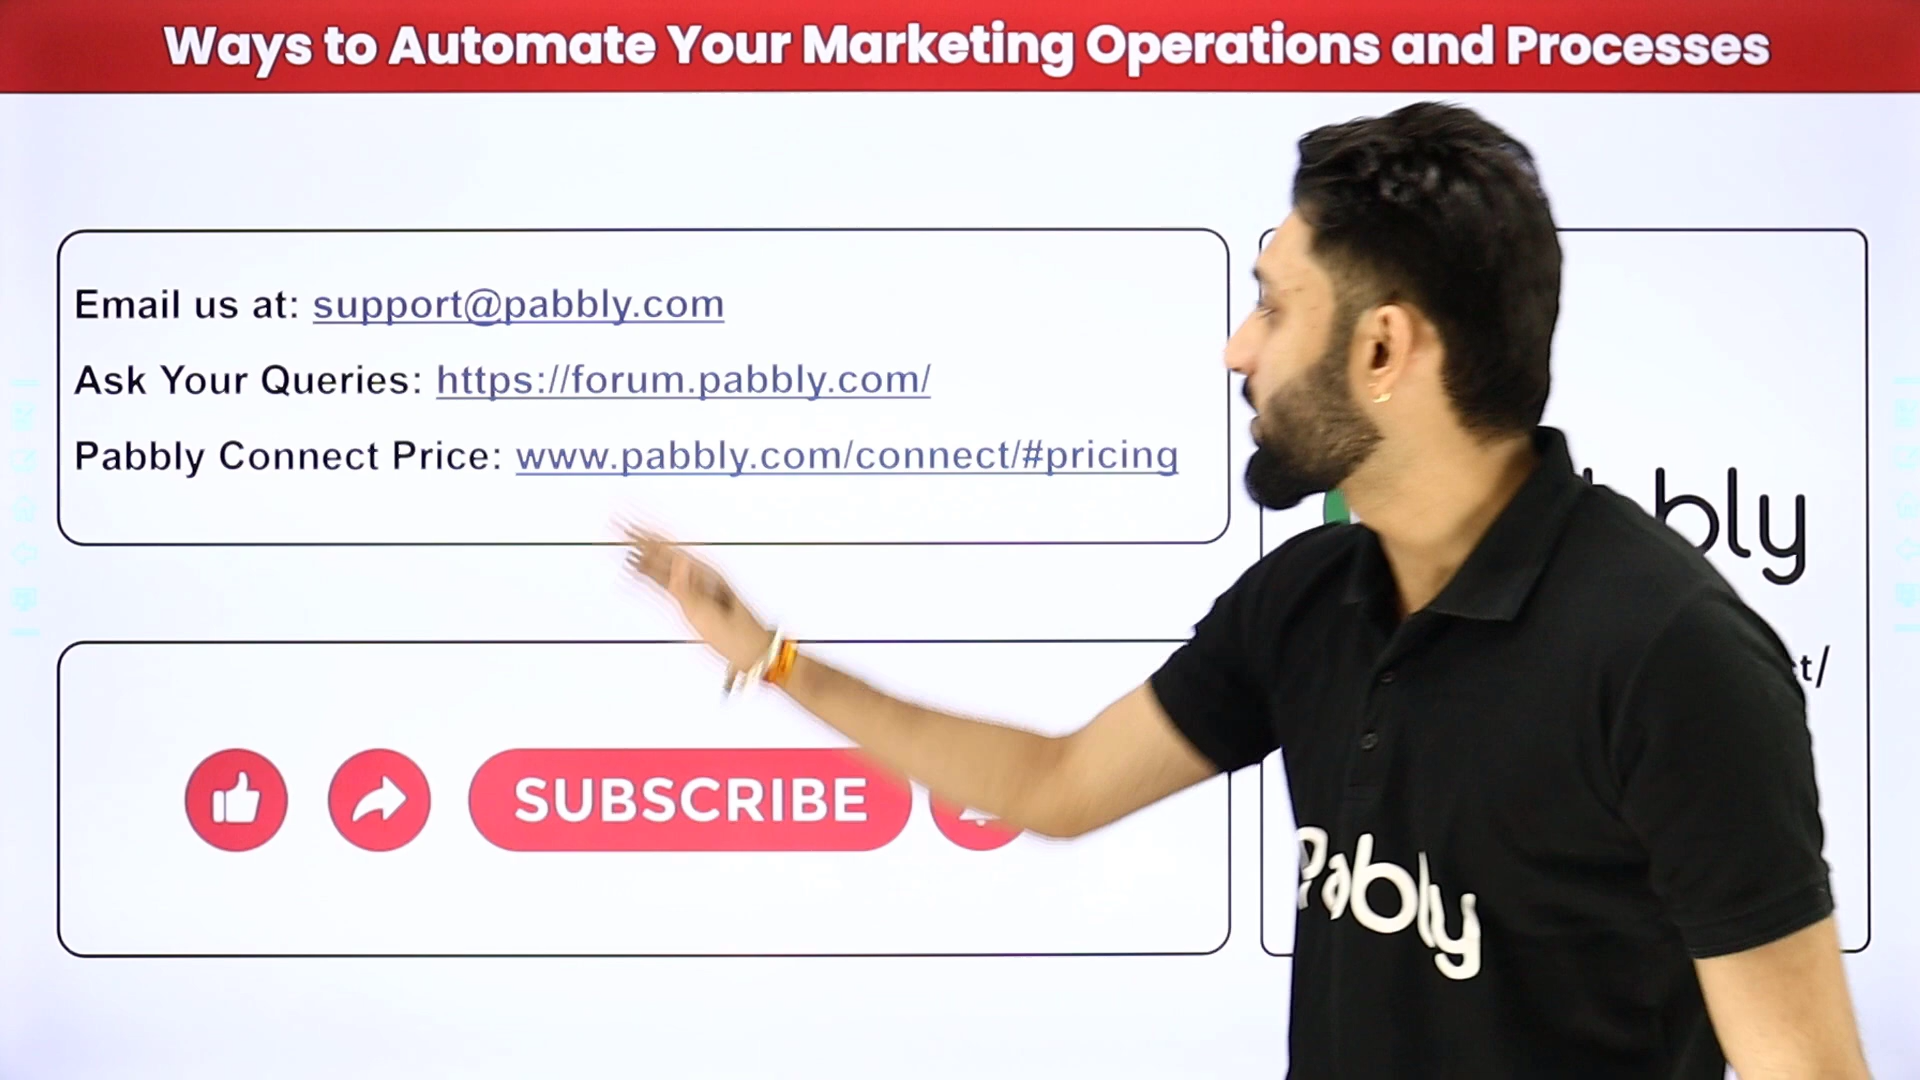 Ways to Automate Your Marketing Operations and Processes
Email us at: support@pabbly.com
Ask Your Queries: https://forum.pabbly.com/
Pabbly Connect Price: www.pabbly.com/connect/#pricing
bly
t/
SUBSCRIBE
Pabbly